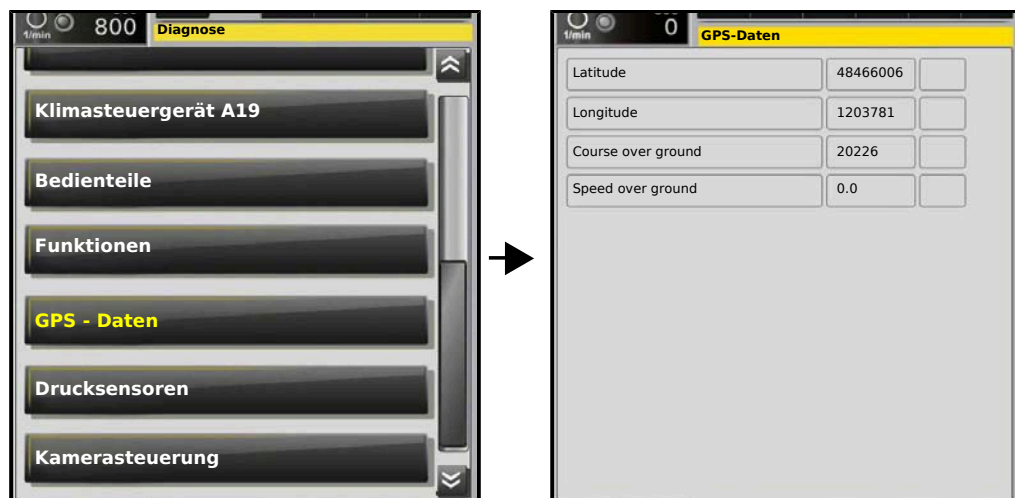 1/min
800
Diagnose
Klimasteuergerät A19
Bedienteile
Funktionen
GPS - Daten
Drucksensoren
Kamerasteuerung
1/min
0
GPS-Daten
Latitude 48466006
Longitude 1203781
Course over ground 20226
Speed over ground 0.0